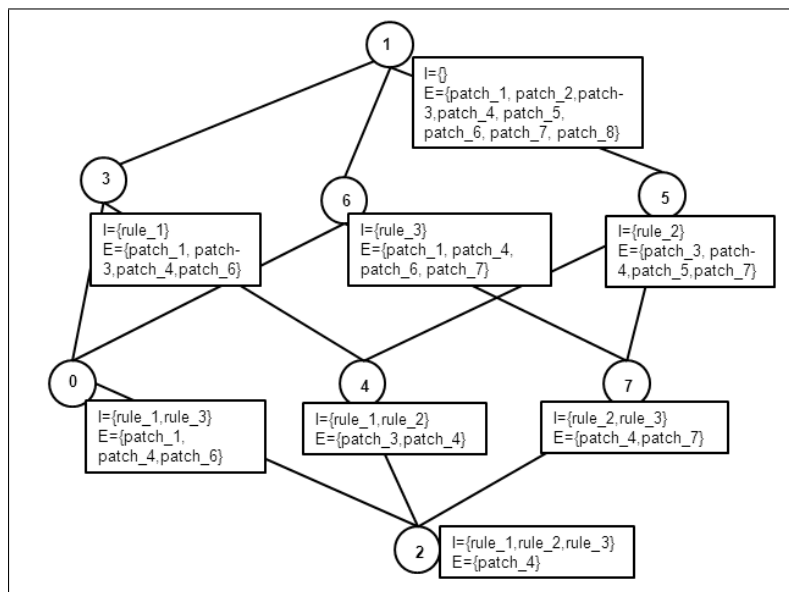 1
I={}
E={patch_1, patch_2,patch-
3,patch_4, patch_5,
patch_6, patch_7, patch_8}
3
6
5
I={rule_1}
E={patch_1, patch-
3,patch_4,patch_6}
I={rule_3}
E={patch_1, patch_4,
patch_6, patch_7}
I={rule_2}
E={patch_3, patch-
4,patch_5,patch_7}
0
4
7
I={rule_1,rule_3}
E={patch_1,
patch_4,patch_6}
I={rule_1,rule_2}
E={patch_3,patch_4}
I={rule_2,rule_3}
E={patch_4,patch_7}
2
I={rule_1,rule_2,rule_3}
E={patch_4}